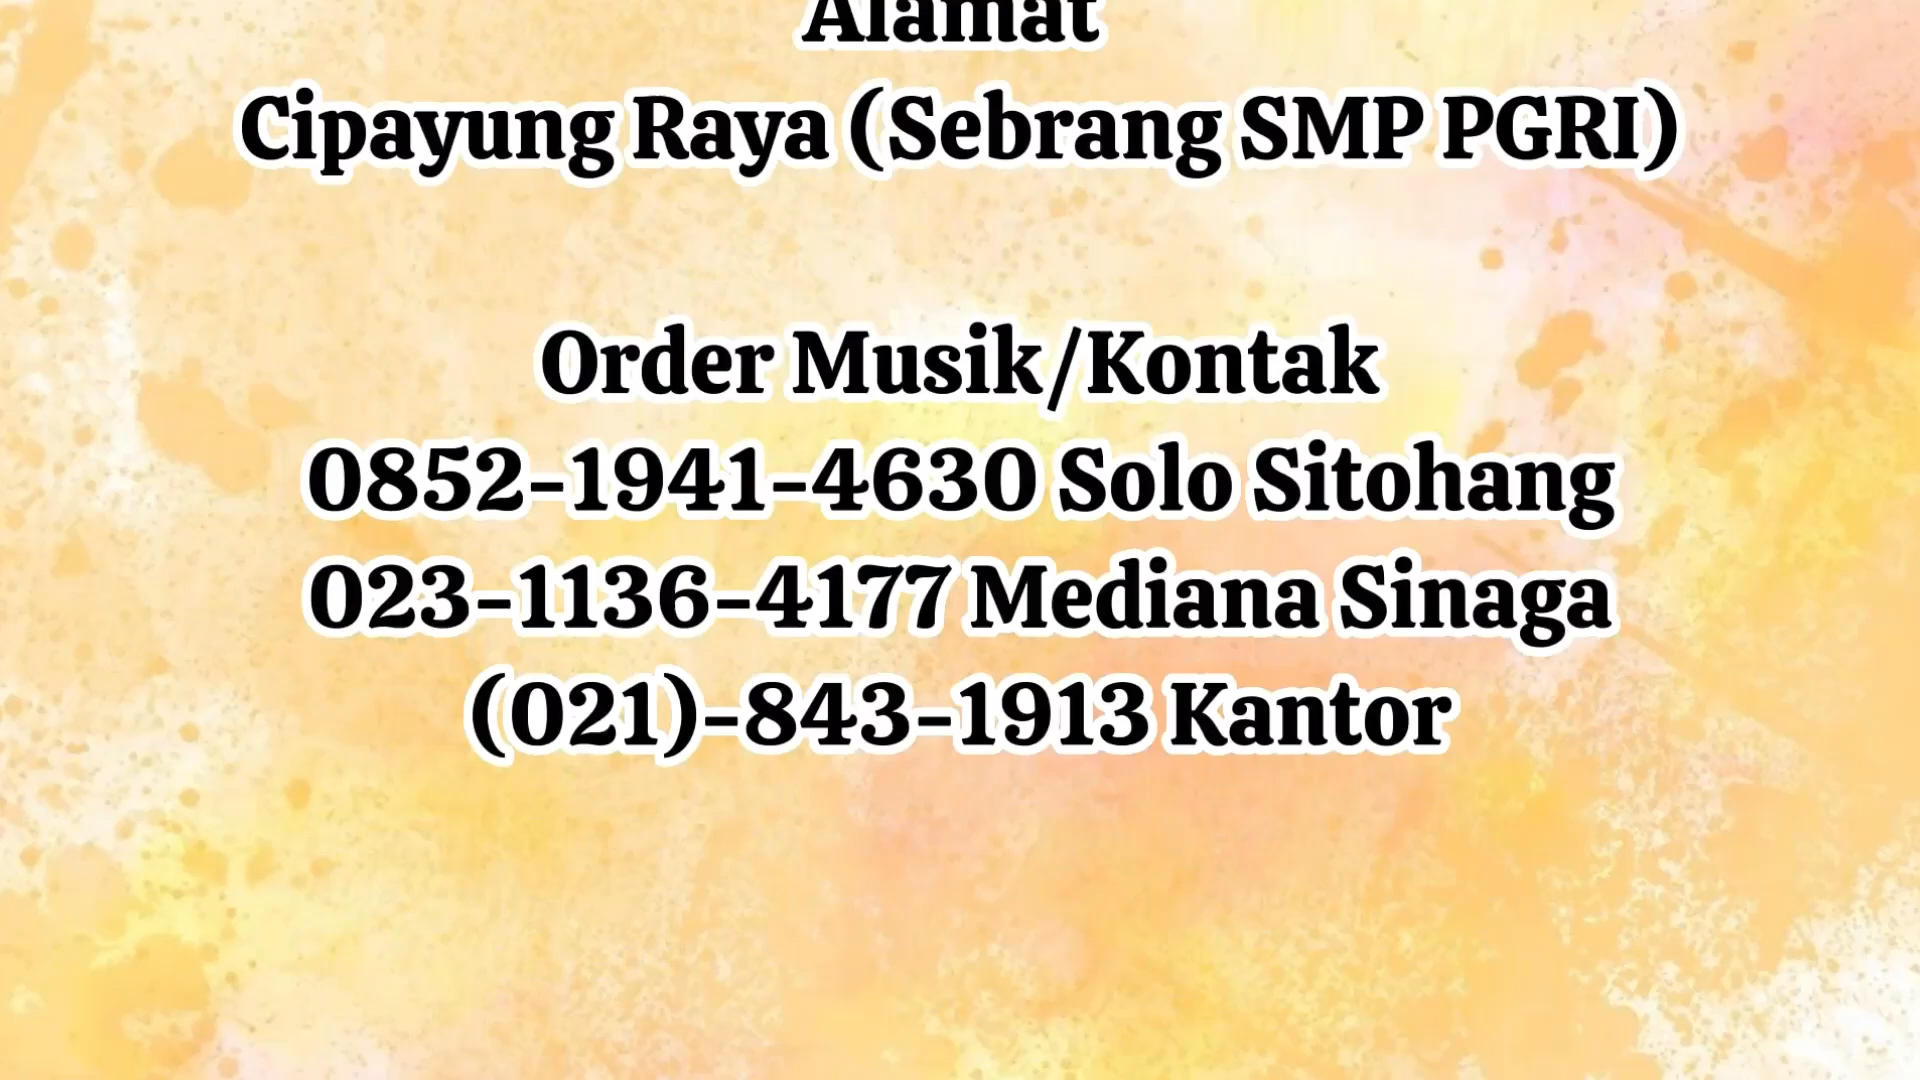 Alamat
Cipayung Raya (Sebrang SMP PGRI)
Order Musik/Kontak
0852-1941-4630 Solo Sitohang
023-1136-4177 Mediana Sinaga
(021)-843-1913 Kantor